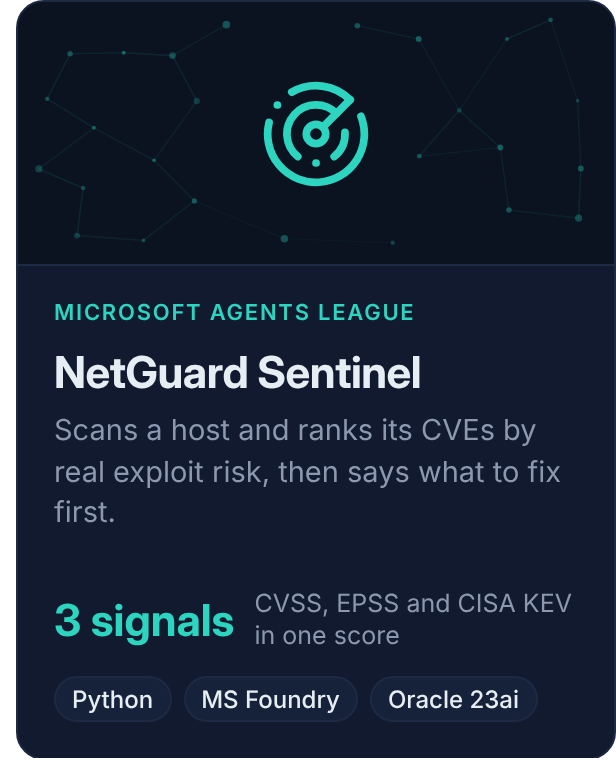 MICROSOFT AGENTS LEAGUE
NetGuard Sentinel
Scans a host and ranks its CVEs by
real exploit risk, then says what to fix
first.
3 signals
CVSS, EPSS and CISA KEV
in one score
Python
MS Foundry
Oracle 23ai